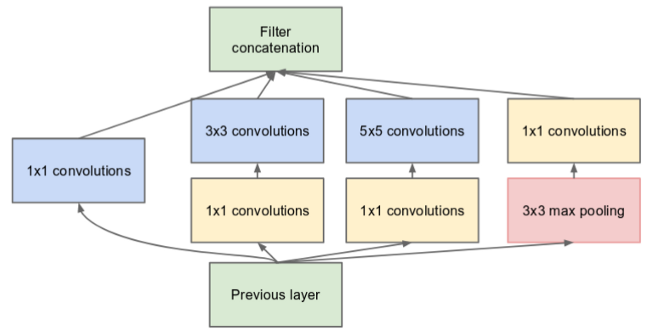 Filter
concatenation
3x3 convolutions
5x5 convolutions
1x1 convolutions
1x1 convolutions
1x1 convolutions
1x1 convolutions
3x3 max pooling
Previous layer